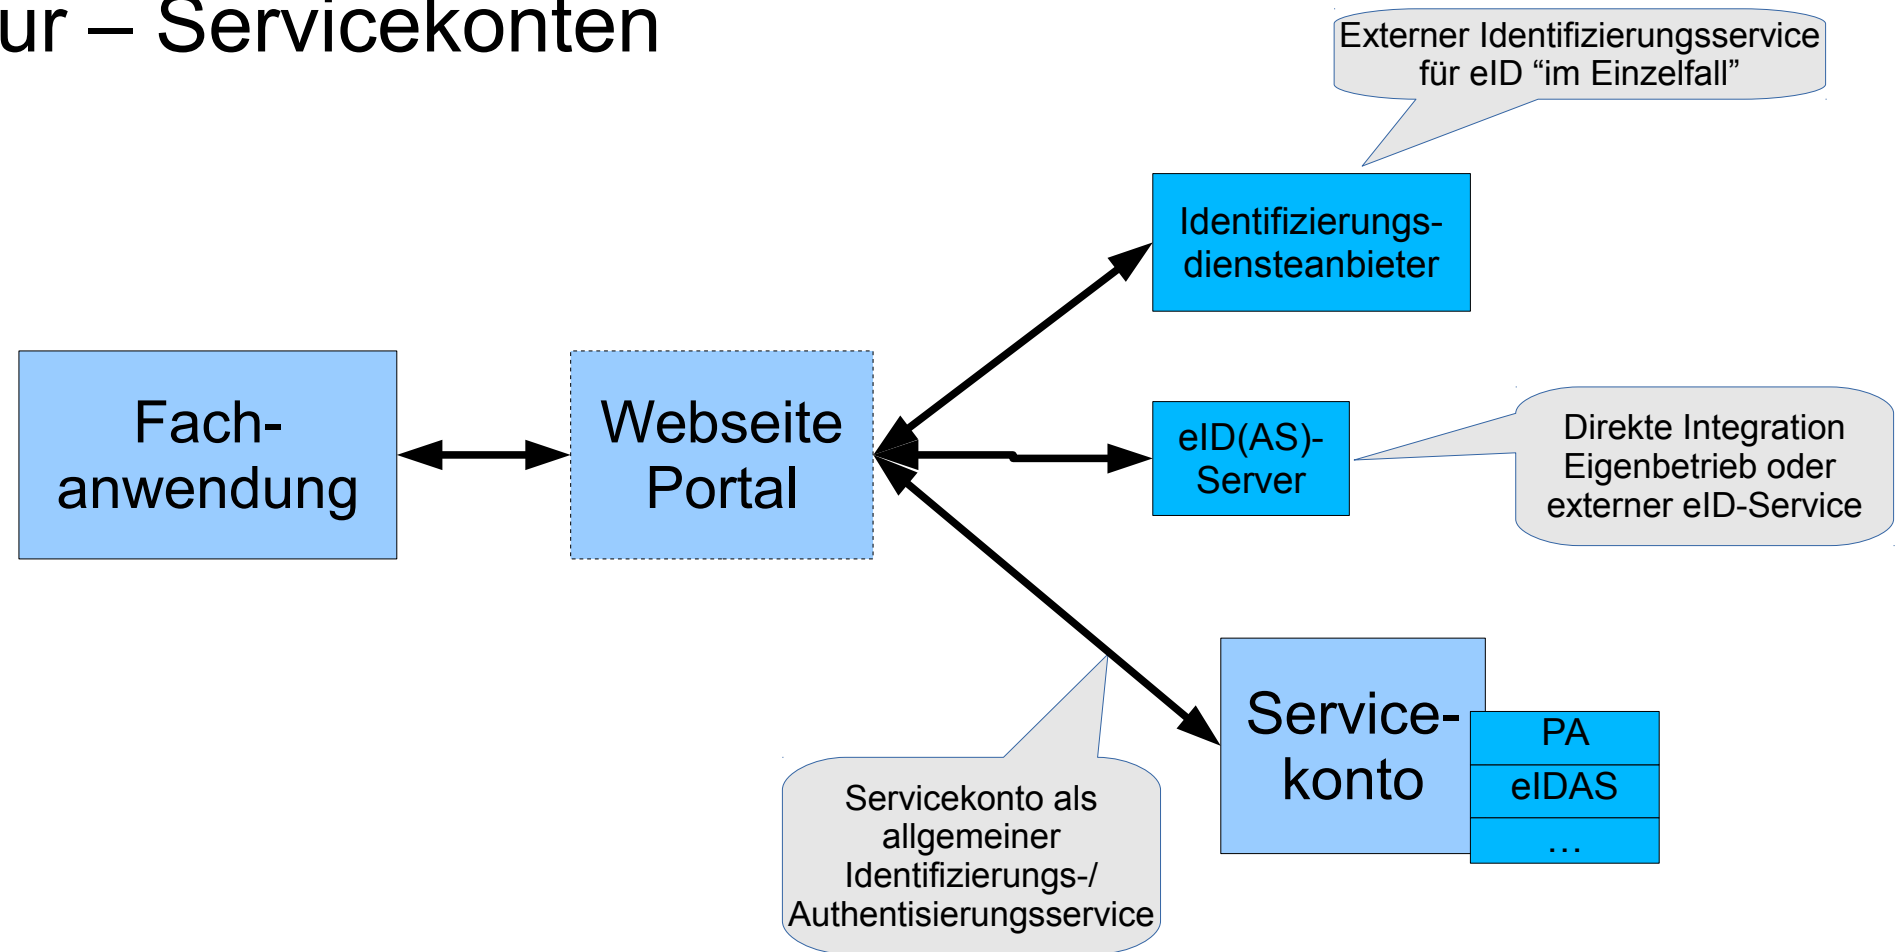 ur – Servicekonten
Externer Identifizierungsservice
für eID “im Einzelfall”
Identifizierungs-
diensteanbieter
Fach-
anwendung
Webseite
Portal
eID(AS)-
Server
Direkte Integration
Eigenbetrieb oder
externer eID-Service
Service-
konto
PA
eIDAS
…
Servicekonto als
allgemeiner
Identifizierungs-/
Authentisierungsservice